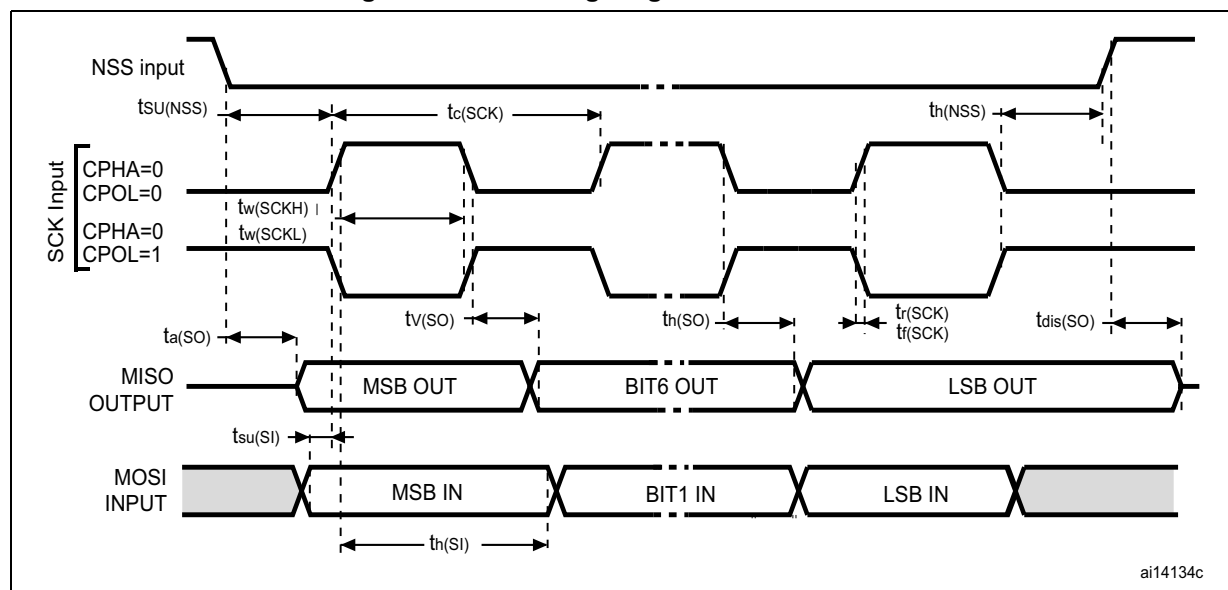 NSS input
tSU(NSS)
tc(SCK)
th(NSS)
SCK Input
CPHA=0
CPOL=0
tw(SCKH)
CPHA=0
tw(SCKL)
CPOL=1
tV(SO)
th(SO)
tr(SCK)
tf(SCK)
tdis(SO)
ta(SO)
MISO
OUTPUT
MSB OUT
BIT6 OUT
LSB OUT
tsu(SI)
MOSI
INPUT
MSB IN
BIT1 IN
LSB IN
th(SI)
ai14134c